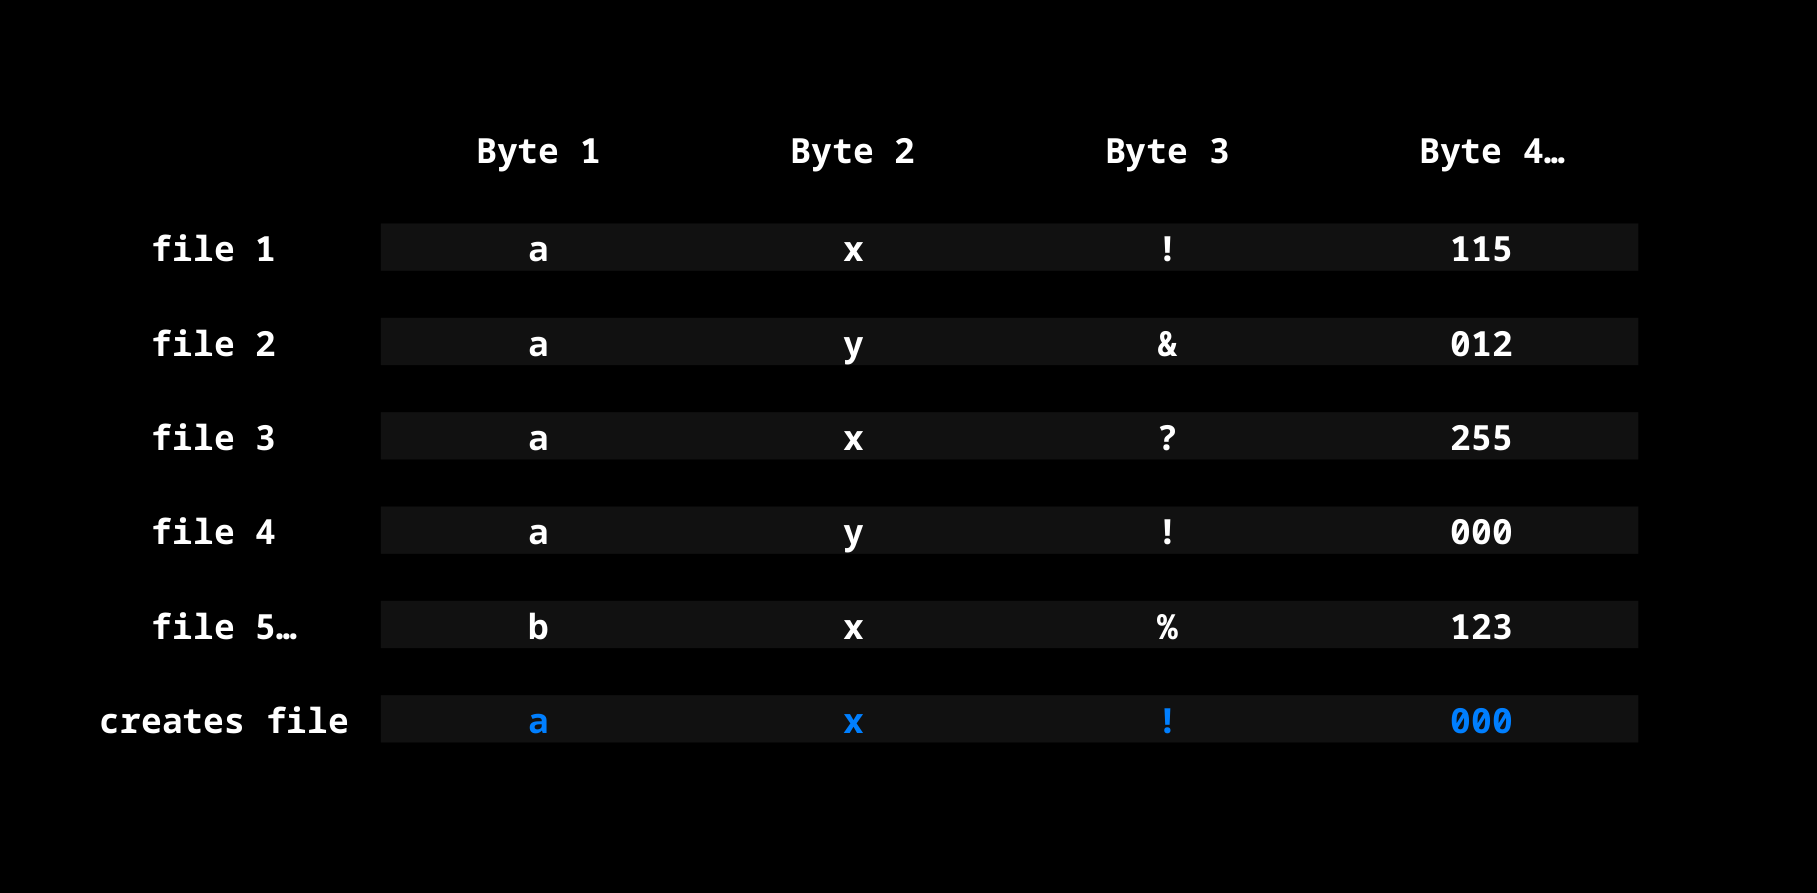 Byte 1 Byte 2 Byte 3 Byte 4…
file 1 a x ! 115
file 2 a y & 012
file 3 a x ? 255
file 4 a y ! 000
file 5… b x % 123
creates file a x ! 000